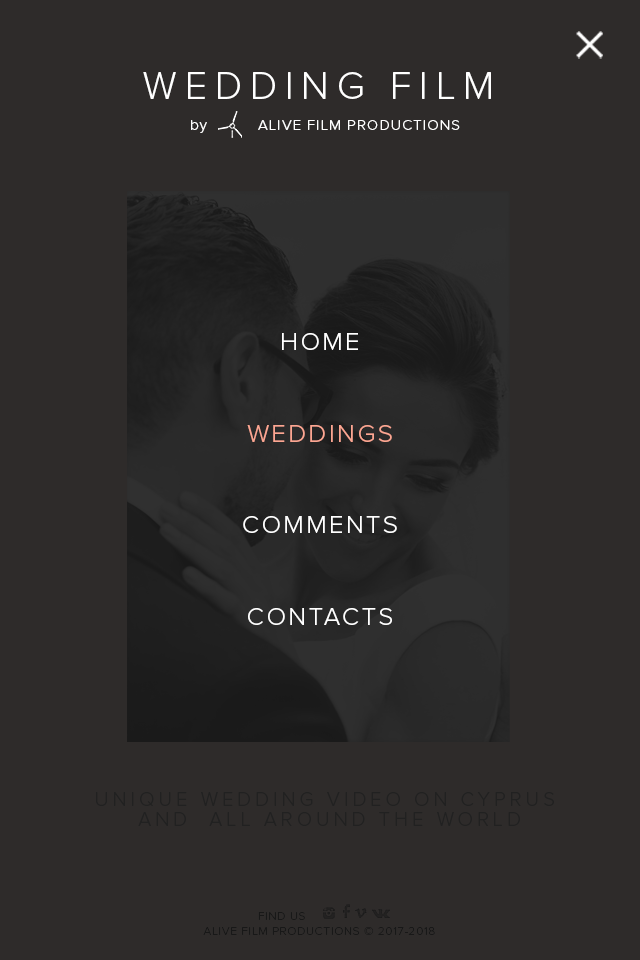 WEDDING FILM
by ALIVE FILM PRODUCTIONS
HOME
WEDDINGS
COMMENTS
CONTACTS
UNIQUE WEDDING VIDEO ON CYPRUS
AND ALL AROUND THE WORLD
FIND US
ALIVE FILM PRODUCTIONS © 2017-2018